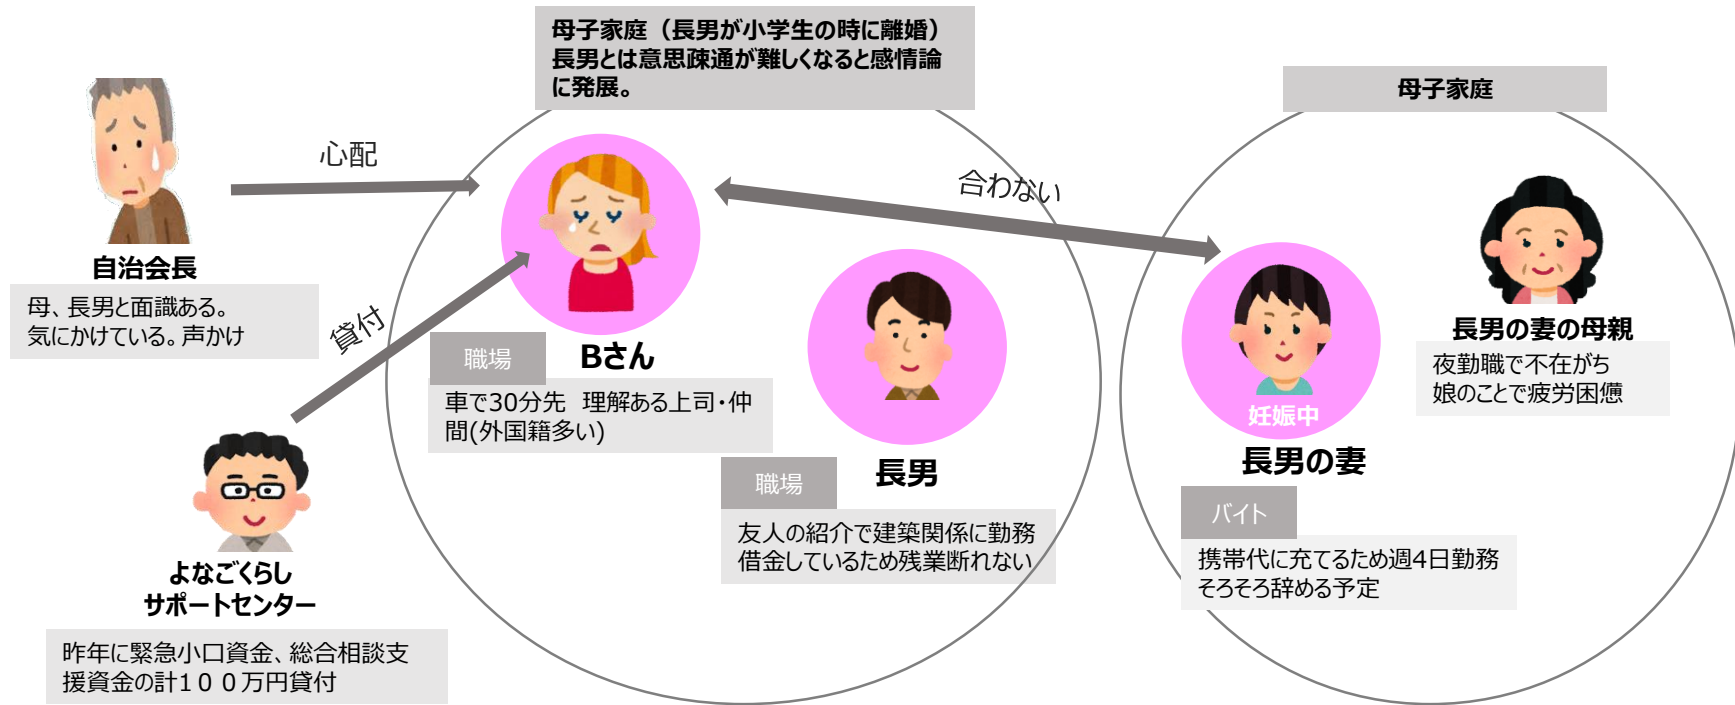 母子家庭（長男が小学生の時に離婚）
長男とは意思疎通が難しくなると感情論
に発展。
母子家庭
心配
合わない
自治会長
母、長男と面識ある。
気にかけている。声かけ
貸付
職場
Bさん
車で30分先　理解ある上司・仲
間(外国籍多い)
妊娠中
長男の妻の母親
夜勤職で不在がち
娘のことで疲労困憊
職場
長男
友人の紹介で建築関係に勤務
借金しているため残業断れない
長男の妻
バイト
携帯代に充てるため週4日勤務
そろそろ辞める予定
よなごくらし
サポートセンター
昨年に緊急小口資金、総合相談支
援資金の計１００万円貸付